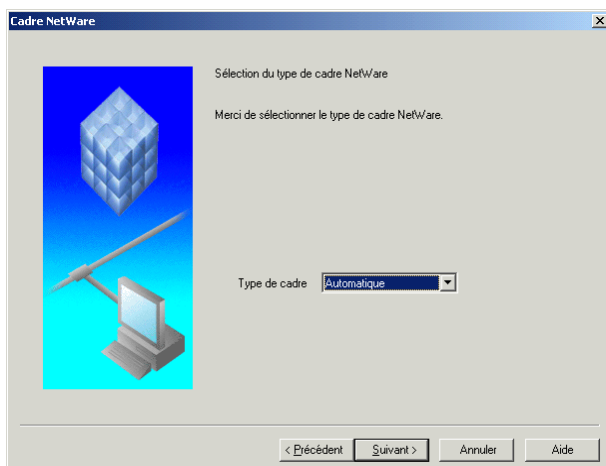 Cadre NetWare
Sélection du type de cadre NetWare
Merci de sélectionner le type de cadre NetWare.
Type de cadre Automatique
< Précédent Suivant > Annuler Aide